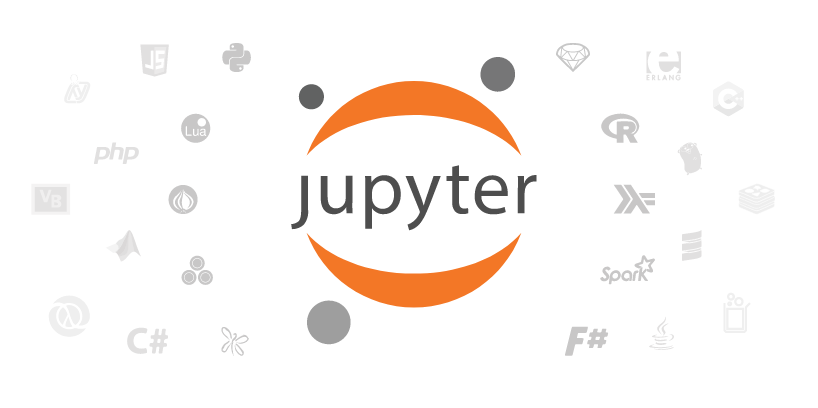 JS
ERLANG
C
Lua
R
php
VB
jupyter
Spark
C#
F#